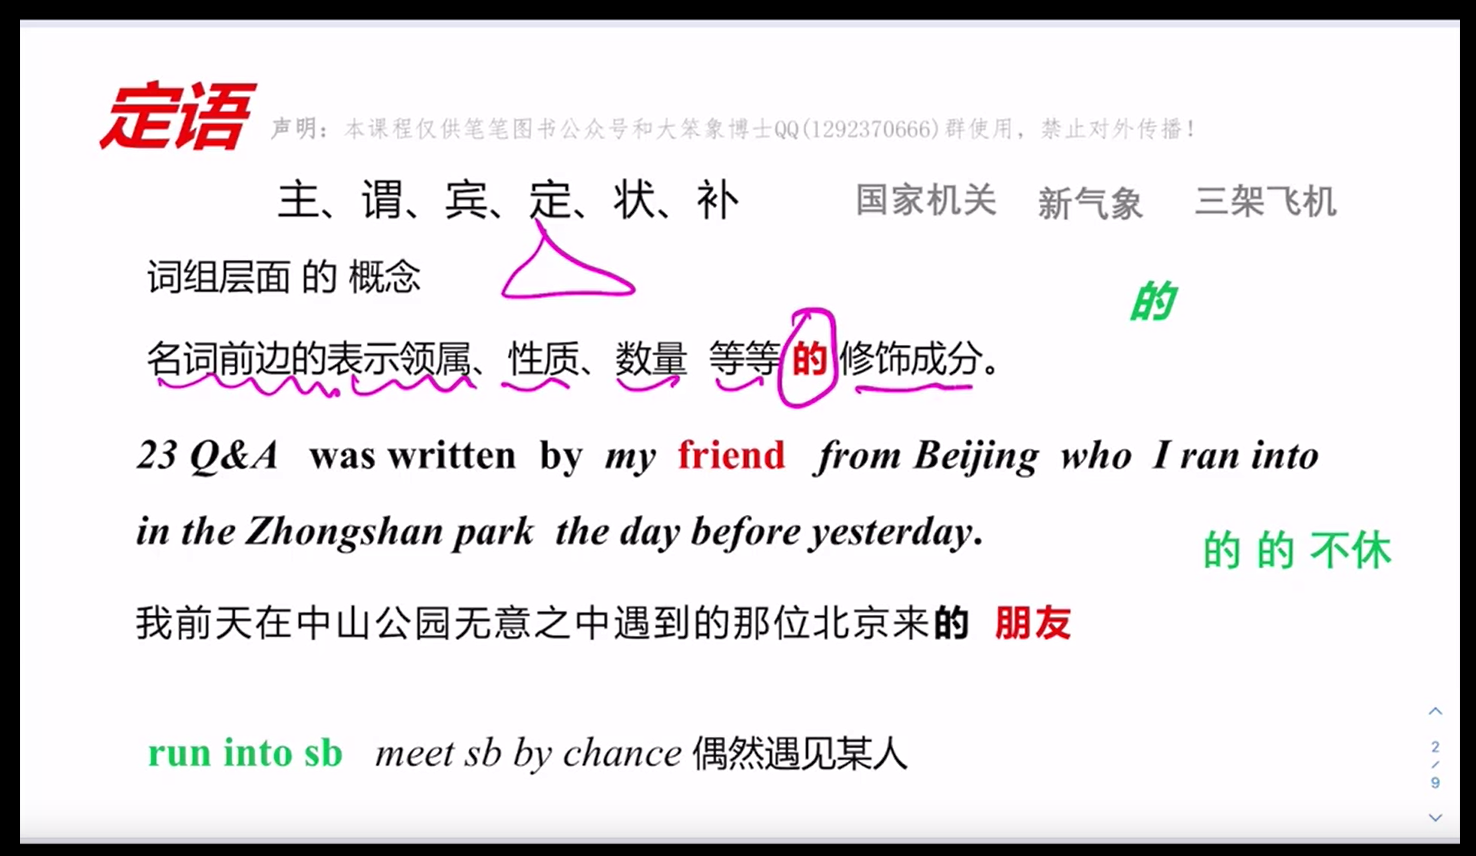 定语 声明：本课程仅供笔笔图书公众号和大笨象博士QQ(1292370666)群使用，禁止对外传播！
主、谓、宾、定、状、补 国家机关 新气象 三架飞机
词组层面 的 概念
的
名词前边的表示领属、性质、数量 等等 的 修饰成分。
23 Q&A was written by my friend from Beijing who I ran into
in the Zhongshan park the day before yesterday.
的 的 不休
我前天在中山公园无意之中遇到的那位北京来的 朋友
run into sb meet sb by chance 偶然遇见某人
2
/
9